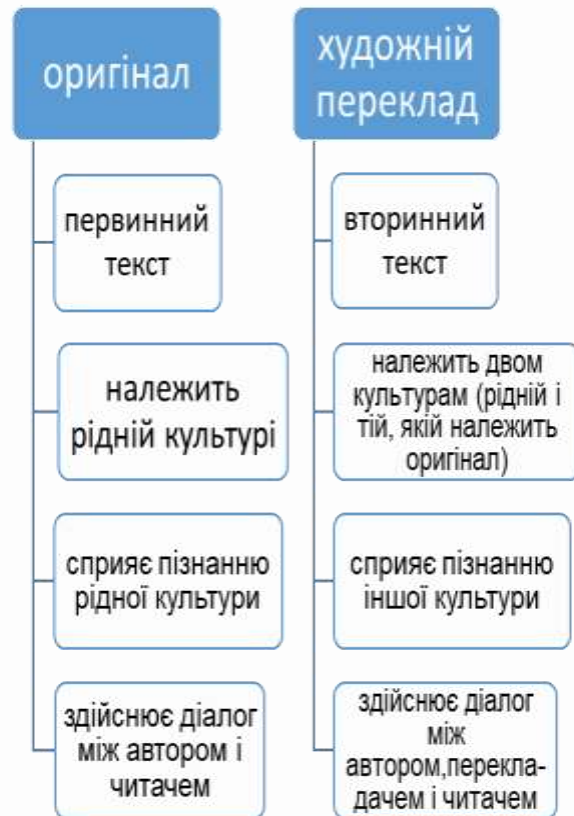 оригінал
первинний
текст
належить
рідній культурі
сприяє пізнанню
рідної культури
здійснює діалог
між автором і
читачем
художній
переклад
вторинний
текст
належить двом
культурам (рідній і
тій, якій належить
оригінал)
сприяє пізнанню
іншої культури
здійснює діалог
між
автором,перекла-
дачем і читачем